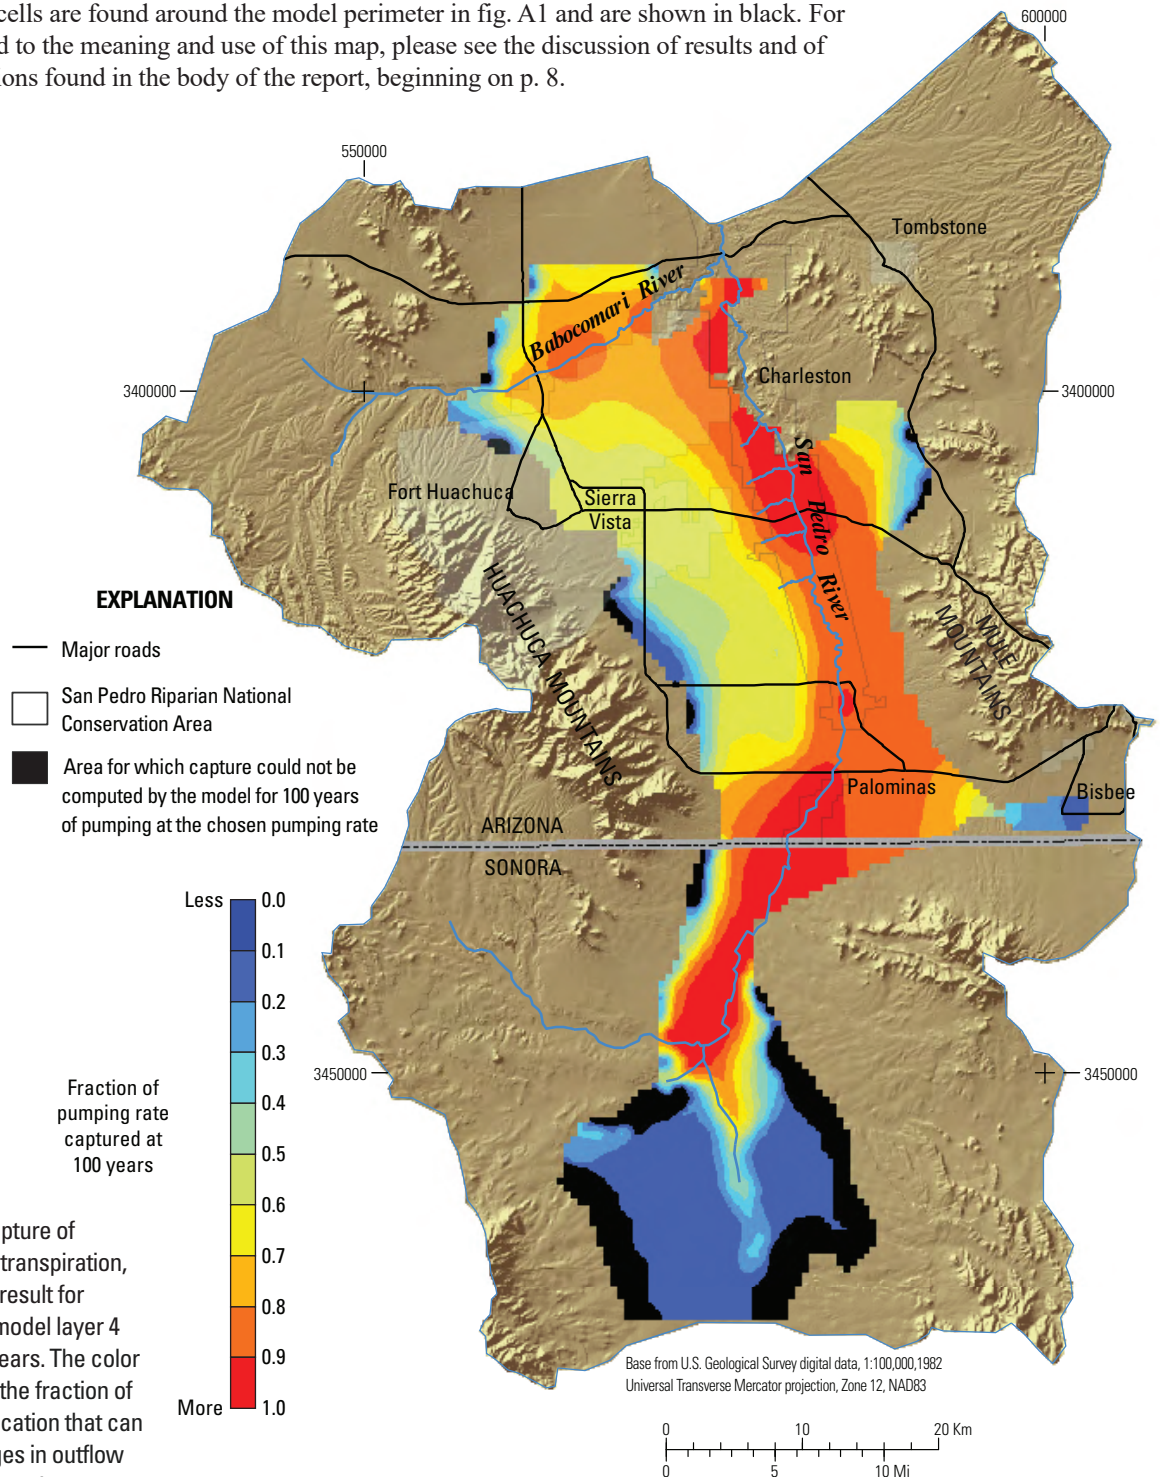 cells are found around the model perimeter in fig. A1 and are shown in black. For
d to the meaning and use of this map, please see the discussion of results and of
ions found in the body of the report, beginning on p. 8.
600000
550000
Tombstone
Babocomari River
Charleston
3400000
3400000
San Pedro River
Fort Huachuca
Sierra
Vista
HUACHUCA MOUNTAINS
MULE
MOUNTAINS
EXPLANATION
Major roads
San Pedro Riparian National
Conservation Area
Area for which capture could not be
computed by the model for 100 years
of pumping at the chosen pumping rate
Palominas
Bisbee
ARIZONA
SONORA
Less
0.0
0.1
0.2
0.3
0.4
0.5
0.6
0.7
0.8
0.9
More
1.0
Fraction of
pumping rate
captured at
100 years
3450000
3450000
pture of
transpiration,
result for
model layer 4
ears. The color
the fraction of
cation that can
ges in outflow
Base from U.S. Geological Survey digital data, 1:100,000,1982
Universal Transverse Mercator projection, Zone 12, NAD83
0 10 20 Km
0 5 10 Mi